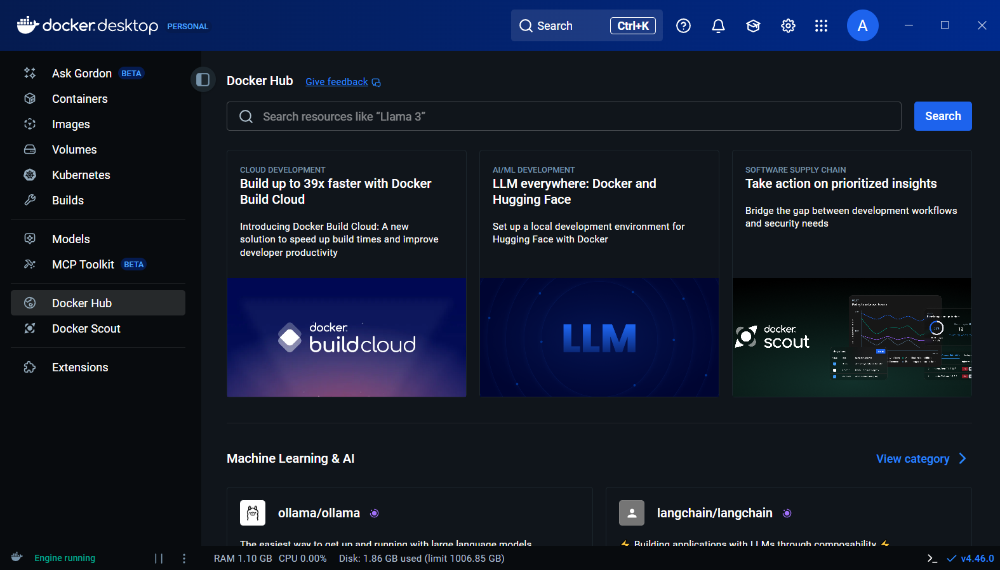 docker.desktop PERSONAL
Search Ctrl+K
A
Ask Gordon BETA
Containers
Images
Volumes
Kubernetes
Builds
Models
MCP Toolkit BETA
Docker Hub
Docker Scout
Extensions
Docker Hub Give feedback
Search resources like “Llama 3”
Search
CLOUD DEVELOPMENT
Build up to 39x faster with Docker
Build Cloud
Introducing Docker Build Cloud: A new
solution to speed up build times and improve
developer productivity
docker.
buildcloud
AI/ML DEVELOPMENT
LLM everywhere: Docker and
Hugging Face
Set up a local development environment for
Hugging Face with Docker
LLM
SOFTWARE SUPPLY CHAIN
Take action on prioritized insights
Bridge the gap between development workflows
and security needs
docker.
scout
Machine Learning & AI
View category
ollama/ollama
The easiest way to get up and running with large language models
langchain/langchain
⚡ Building applications with LLMs through composability ⚡
Engine running
RAM 1.10 GB CPU 0.00% Disk: 1.86 GB used (limit 1006.85 GB)
v4.46.0